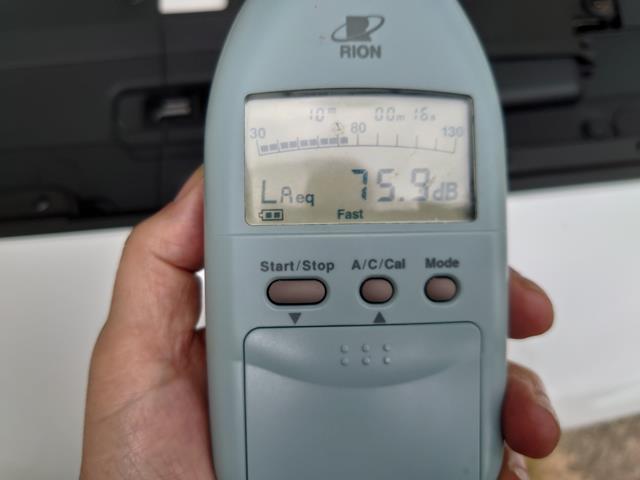 RION
10m 00m 16s
30 80 130
LAeq 75.9dB
Fast
Start/Stop A/C/Cal Mode